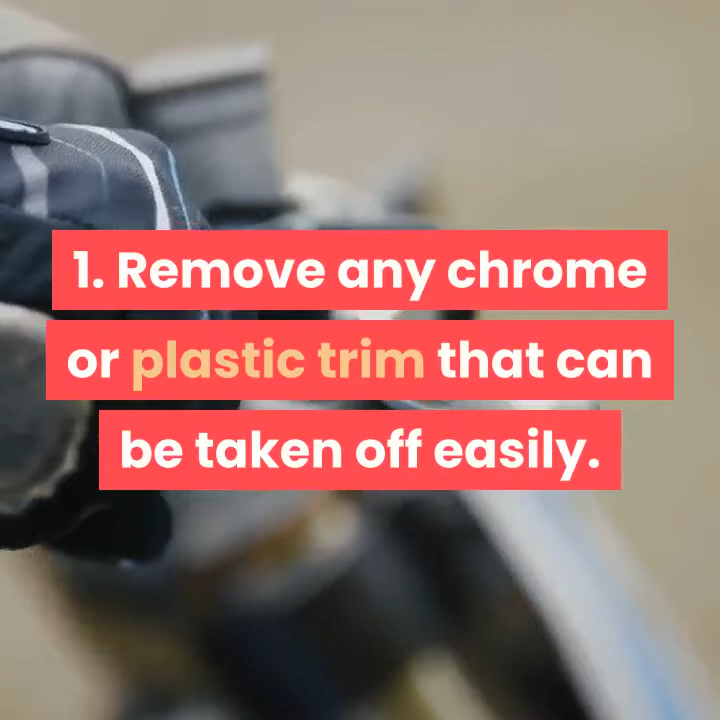 1. Remove any chrome
or plastic trim that can
be taken off easily.